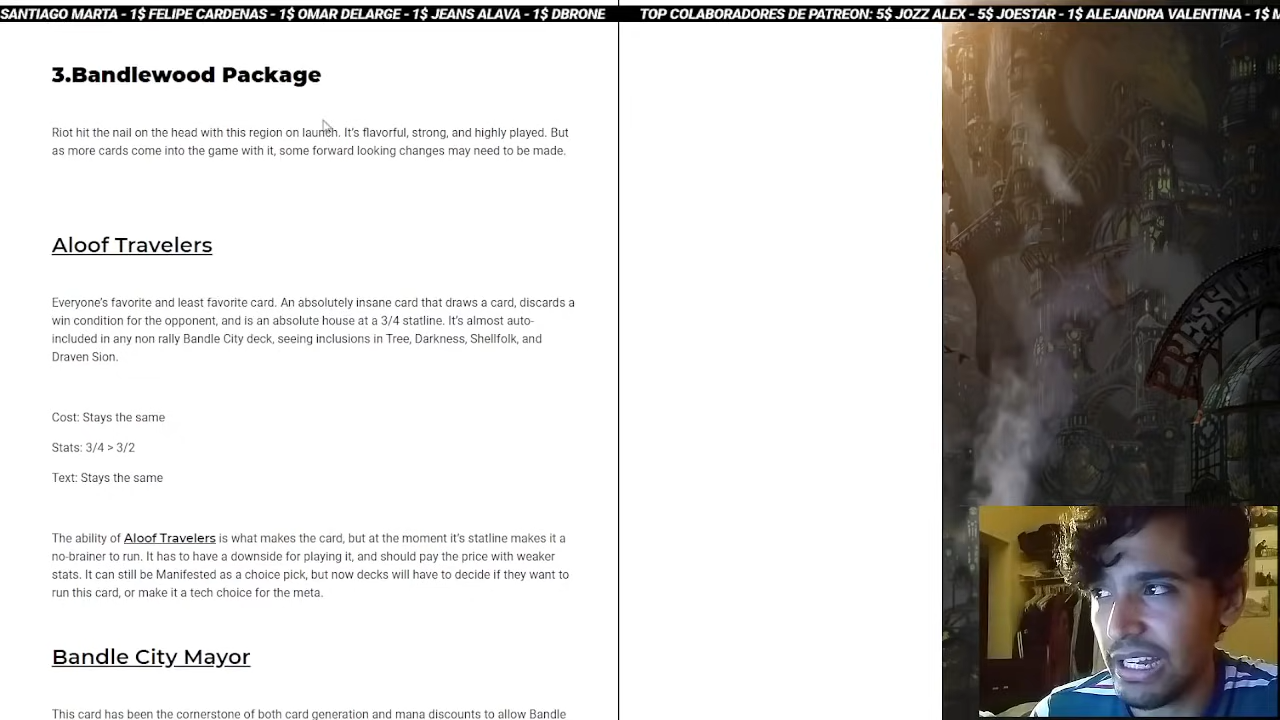 SANTIAGO MARTA - 1$ FELIPE CARDENAS - 1$ OMAR DELARGE - 1$ JEANS ALAVA - 1$ DBRONE
TOP COLABORADORES DE PATREON: 5$ JOZZ ALEX - 5$ JOESTAR - 1$ ALEJANDRA VALENTINA - 1$ M
3.Bandlewood Package
Riot hit the nail on the head with this region on launch. It's flavorful, strong, and highly played. But
as more cards come into the game with it, some forward looking changes may need to be made.
Aloof Travelers
Everyone's favorite and least favorite card. An absolutely insane card that draws a card, discards a
win condition for the opponent, and is an absolute house at a 3/4 statline. It's almost auto-
included in any non rally Bandle City deck, seeing inclusions in Tree, Darkness, Shellfolk, and
Draven Sion.
Cost: Stays the same
Stats: 3/4 > 3/2
Text: Stays the same
The ability of Aloof Travelers is what makes the card, but at the moment it's statline makes it a
no-brainer to run. It has to have a downside for playing it, and should pay the price with weaker
stats. It can still be Manifested as a choice pick, but now decks will have to decide if they want to
run this card, or make it a tech choice for the meta.
Bandle City Mayor
This card has been the cornerstone of both card generation and mana discounts to allow Bandle
PRESSU